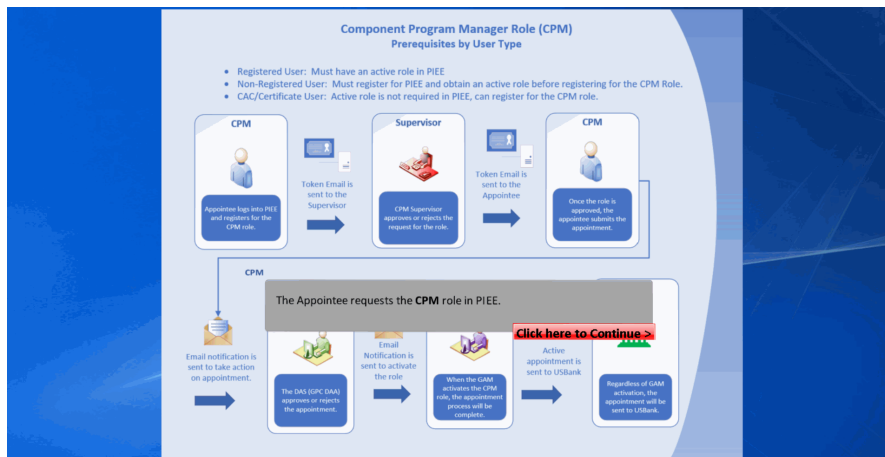 Component Program Manager Role (CPM)
Prerequisites by User Type
• Registered User: Must have an active role in PIEE
• Non-Registered User: Must register for PIEE and obtain an active role before registering for the CPM Role.
• CAC/Certificate User: Active role is not required in PIEE, can register for the CPM role.
CPM
Appointee logs into PIEE
and registers for the
CPM role.
Token Email is
sent to the
Supervisor
Supervisor
CPM Supervisor
approves or rejects the
request for the role.
Token Email is
sent to the
Appointee
CPM
Once the role is
approved, the
appointee submits the
appointment.
CPM
The Appointee requests the CPM role in PIEE.
Click here to Continue >
Email notification is
sent to take action
on appointment.
The DAS (GPC DAA)
approves or rejects
the appointment.
Email
Notification is
sent to activate
the role
When the GAM
activates the CPM
role, the appointment
process will be
complete.
Active
appointment is
sent to USBank
Regardless of GAM
activation, the
appointment will be
sent to USBank.